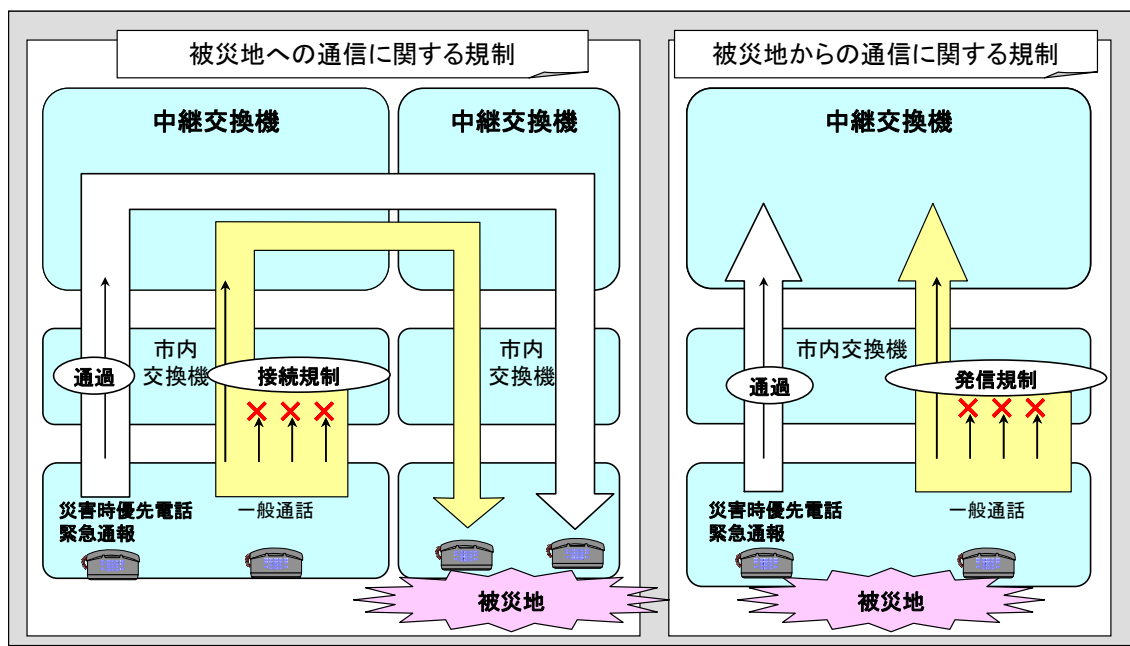 被災地への通信に関する規制
中継交換機
中継交換機
市内
交換機
市内
交換機
通過
接続規制
災害時優先電話
緊急通報
一般通話
被災地
被災地からの通信に関する規制
中継交換機
市内交換機
通過
発信規制
災害時優先電話
緊急通報
一般通話
被災地